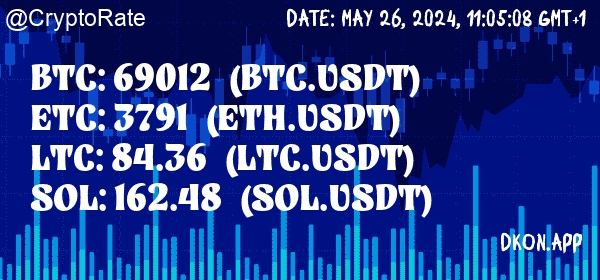 @CryptoRate
DATE: MAY 26, 2024, 11:05:08 GMT+1
BTC: 69012 (BTC.USDT)
ETC: 3791 (ETH.USDT)
LTC: 84.36 (LTC.USDT)
SOL: 162.48 (SOL.USDT)
DKON.APP